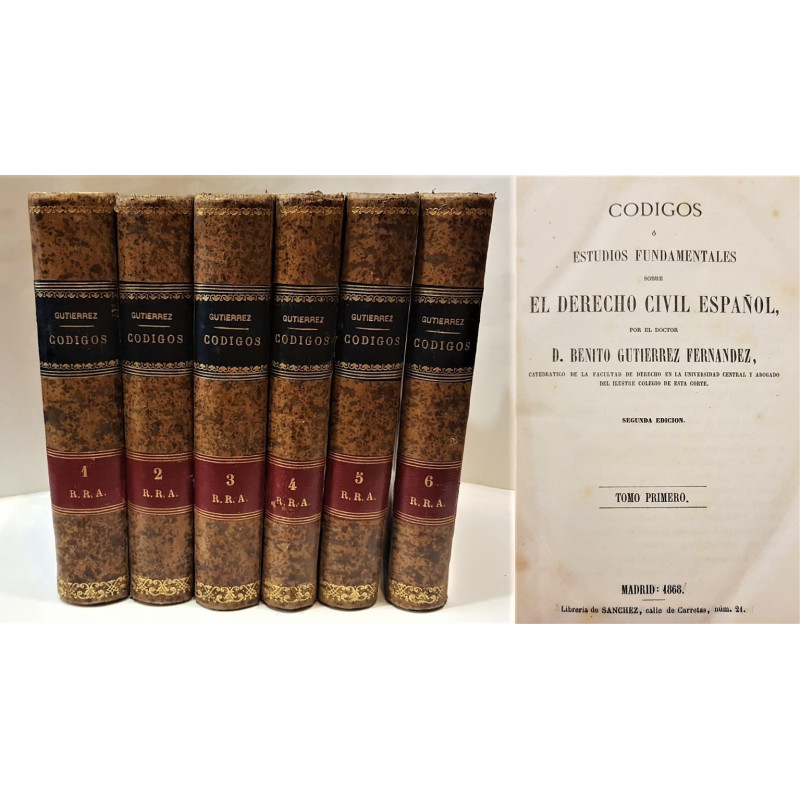 GUTIERREZ
CODIGOS
1
R.R.A.
GUTIERREZ
CODIGOS
2
R.R.A.
GUTIERREZ
CODIGOS
3
R.R.A.
GUTIERREZ
CODIGOS
4
R.R.A.
GUTIERREZ
CODIGOS
5
R.R.A.
GUTIERREZ
CODIGOS
6
R.R.A.
CODIGOS
ó
ESTUDIOS FUNDAMENTALES
SOBRE
EL DERECHO CIVIL ESPAÑOL,
POR EL DOCTOR
D. BENITO GUTIERREZ FERNANDEZ,
CATEDRATICO DE LA FACULTAD DE DERECHO EN LA UNIVERSIDAD CENTRAL Y ABOGADO
DEL ILUSTRE COLEGIO DE ESTA CORTE.
SEGUNDA EDICION.
TOMO PRIMERO.
MADRID: 1868.
Librería de SANCHEZ, calle de Carretas, núm. 21.